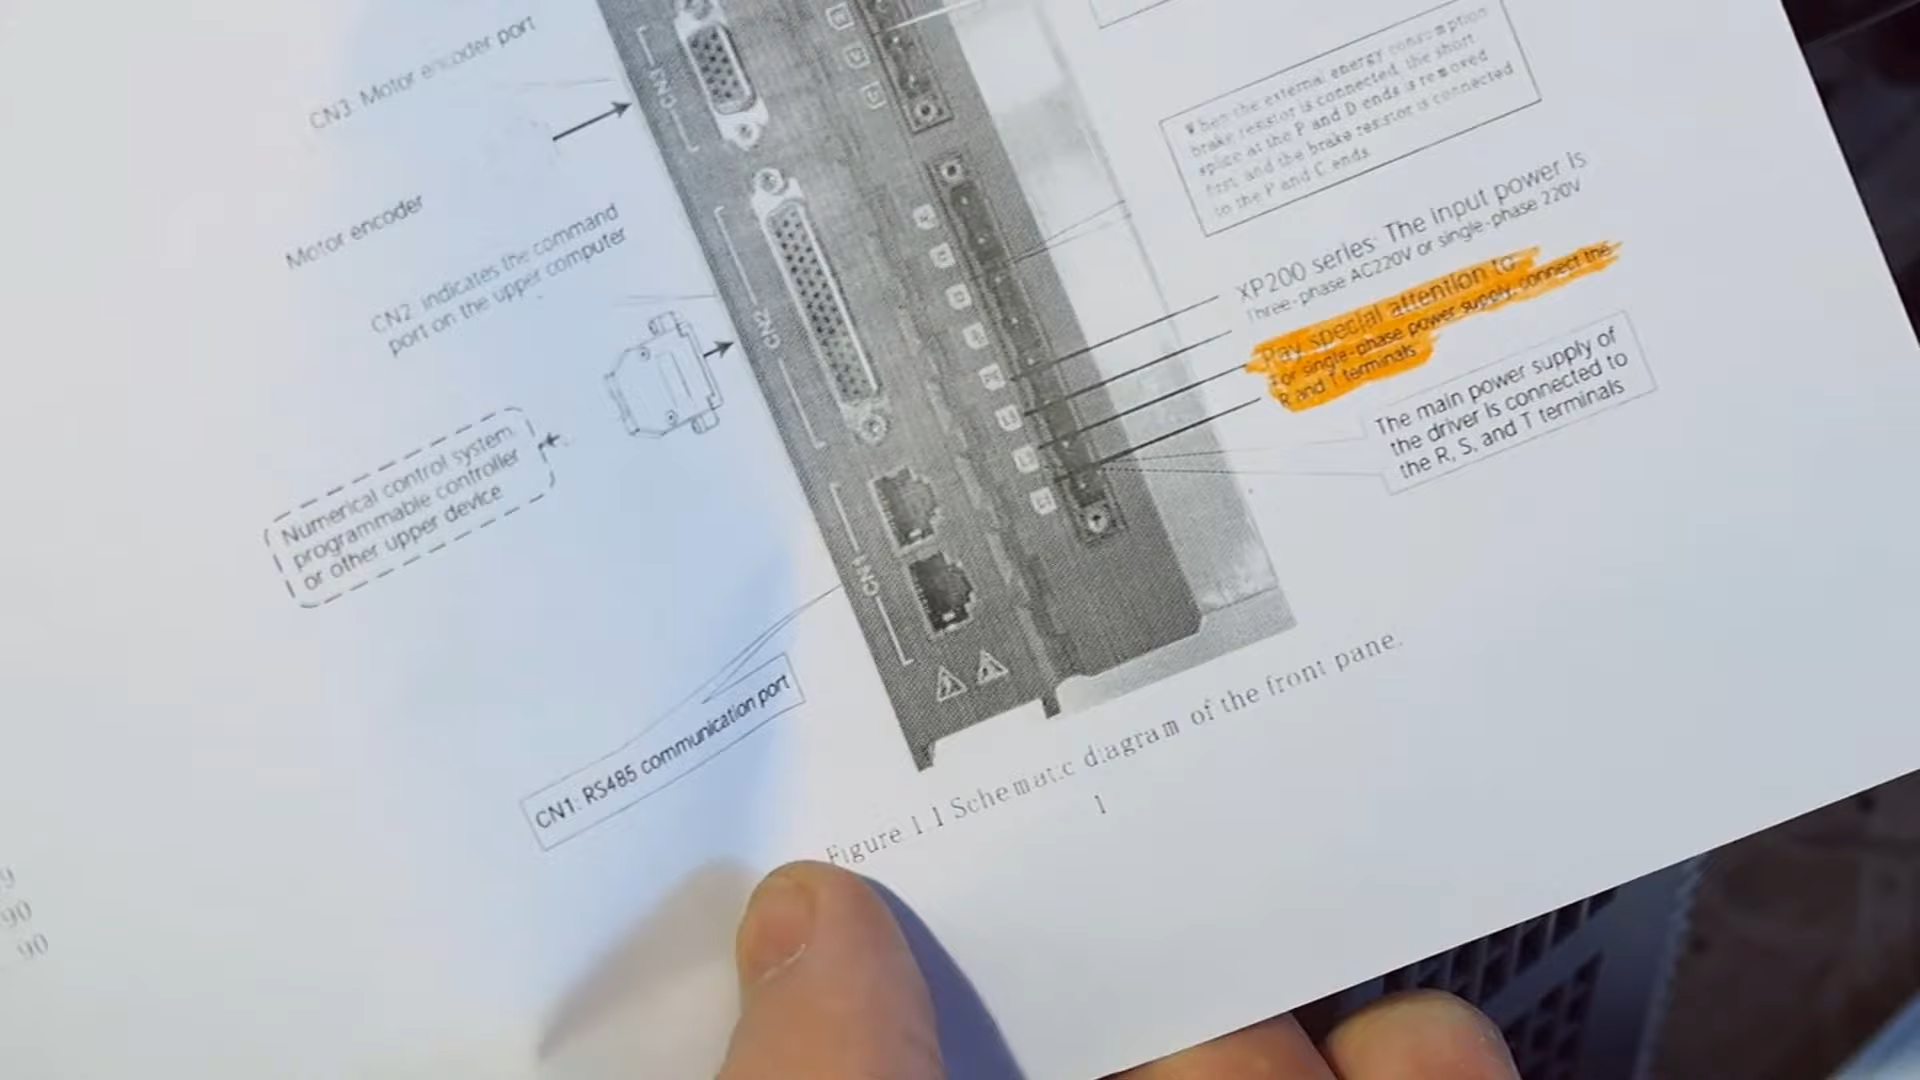 CN3: Motor encoder port
Motor encoder
CN2: indicates the command
port on the upper computer
Numerical control system,
programmable controller
or other upper device
CN3
CN2
CN1
CN1: RS485 communication port
When the external energy consumption
brake resistor is connected, the short
splice at the P and D ends is removed
first, and the brake resistor is connected
to the P and C ends
XP200 series: The input power is
Three-phase AC220V or single-phase 220V
Pay special attention to
For single-phase power supply, connect the
R and T terminals
The main power supply of
the driver is connected to
the R, S, and T terminals
Figure 1.1 Schematic diagram of the front pane.
1
90
90